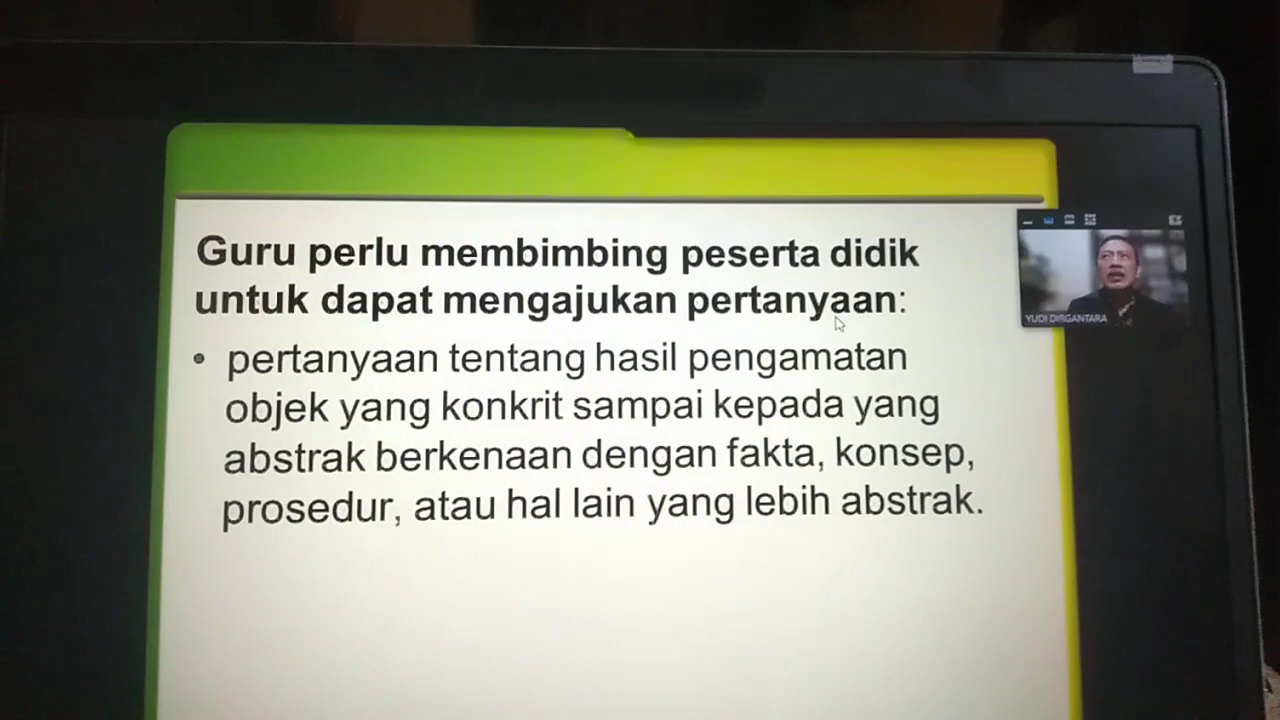 Guru perlu membimbing peserta didik
untuk dapat mengajukan pertanyaan:
• pertanyaan tentang hasil pengamatan
objek yang konkrit sampai kepada yang
abstrak berkenaan dengan fakta, konsep,
prosedur, atau hal lain yang lebih abstrak.
YUDI DIRGANTARA